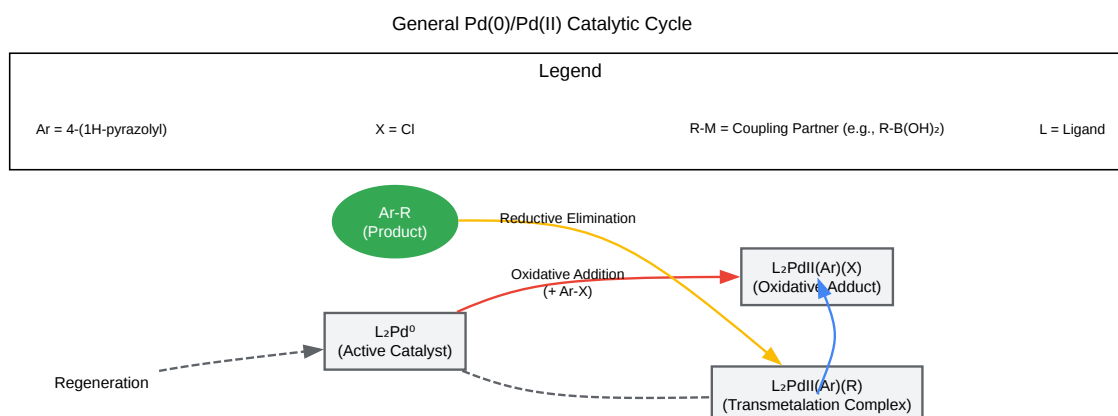 General Pd(0)/Pd(II) Catalytic Cycle
Legend
Ar = 4-(1H-pyrazolyl)
X = Cl
R-M = Coupling Partner (e.g., R-B(OH)₂)
L = Ligand
Ar-R
(Product)
Reductive Elimination
Oxidative Addition
(+ Ar-X)
L₂PdII(Ar)(X)
(Oxidative Adduct)
L₂Pd⁰
(Active Catalyst)
Regeneration
L₂PdII(Ar)(R)
(Transmetalation Complex)